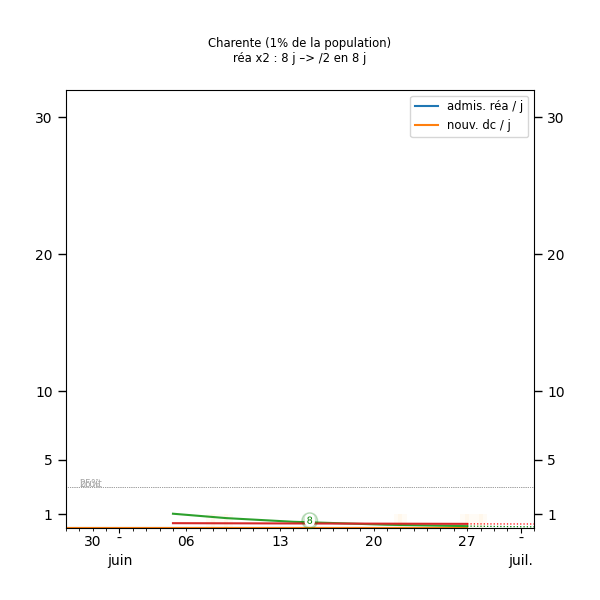 Charente (1% de la population)
réa x2 : 8 j –> /2 en 8 j
admis. réa / j
nouv. dc / j
30 30
20 20
10 10
5 5
1 1
8
30 - 06 13 20 27 -
juin juil.